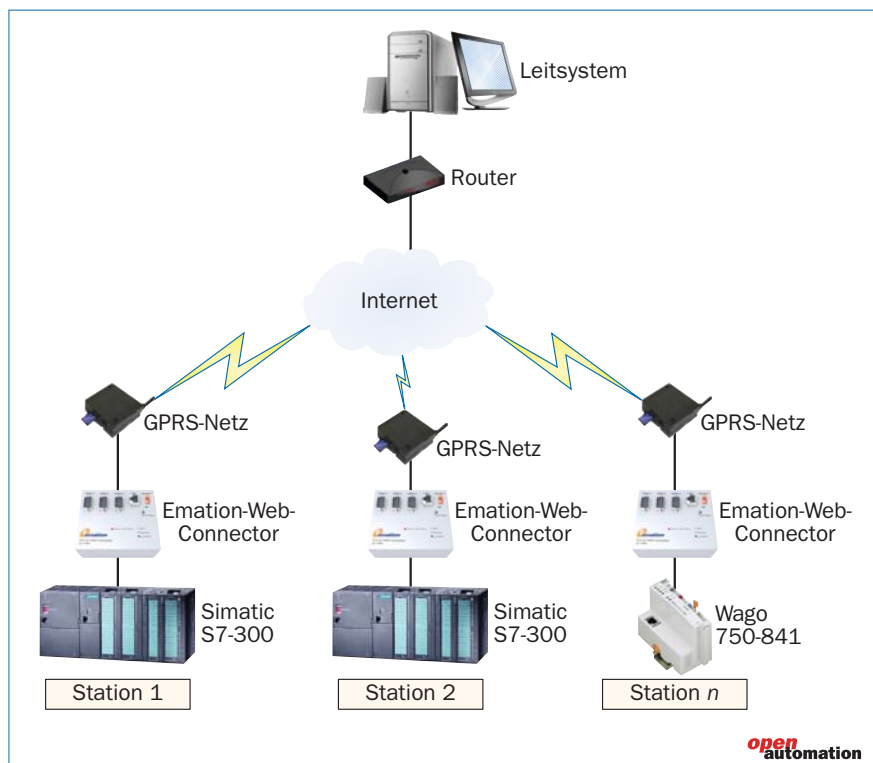 Leitsystem
Router
Internet
GPRS-Netz
GPRS-Netz
GPRS-Netz
Emation-Web-
Connector
Emation-Web-
Connector
Emation-Web-
Connector
Simatic
S7-300
Simatic
S7-300
Wago
750-841
Station 1
Station 2
Station n
open
automation